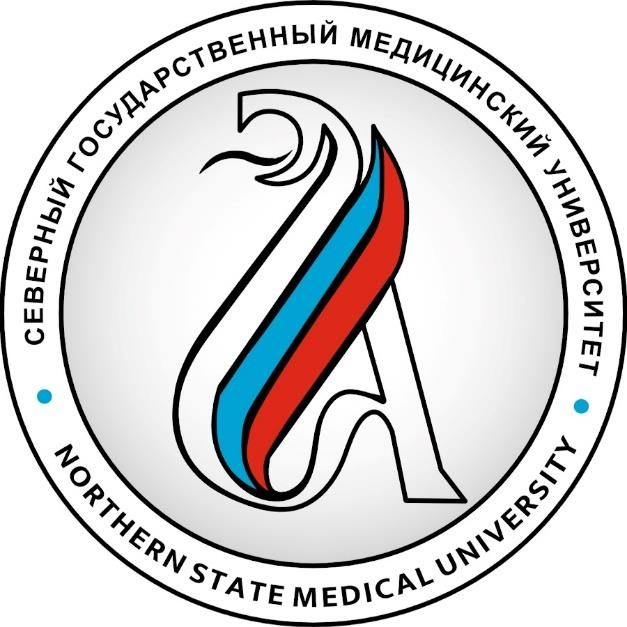 СЕВЕРНЫЙ ГОСУДАРСТВЕННЫЙ МЕДИЦИНСКИЙ УНИВЕРСИТЕТ
NORTHERN STATE MEDICAL UNIVERSITY